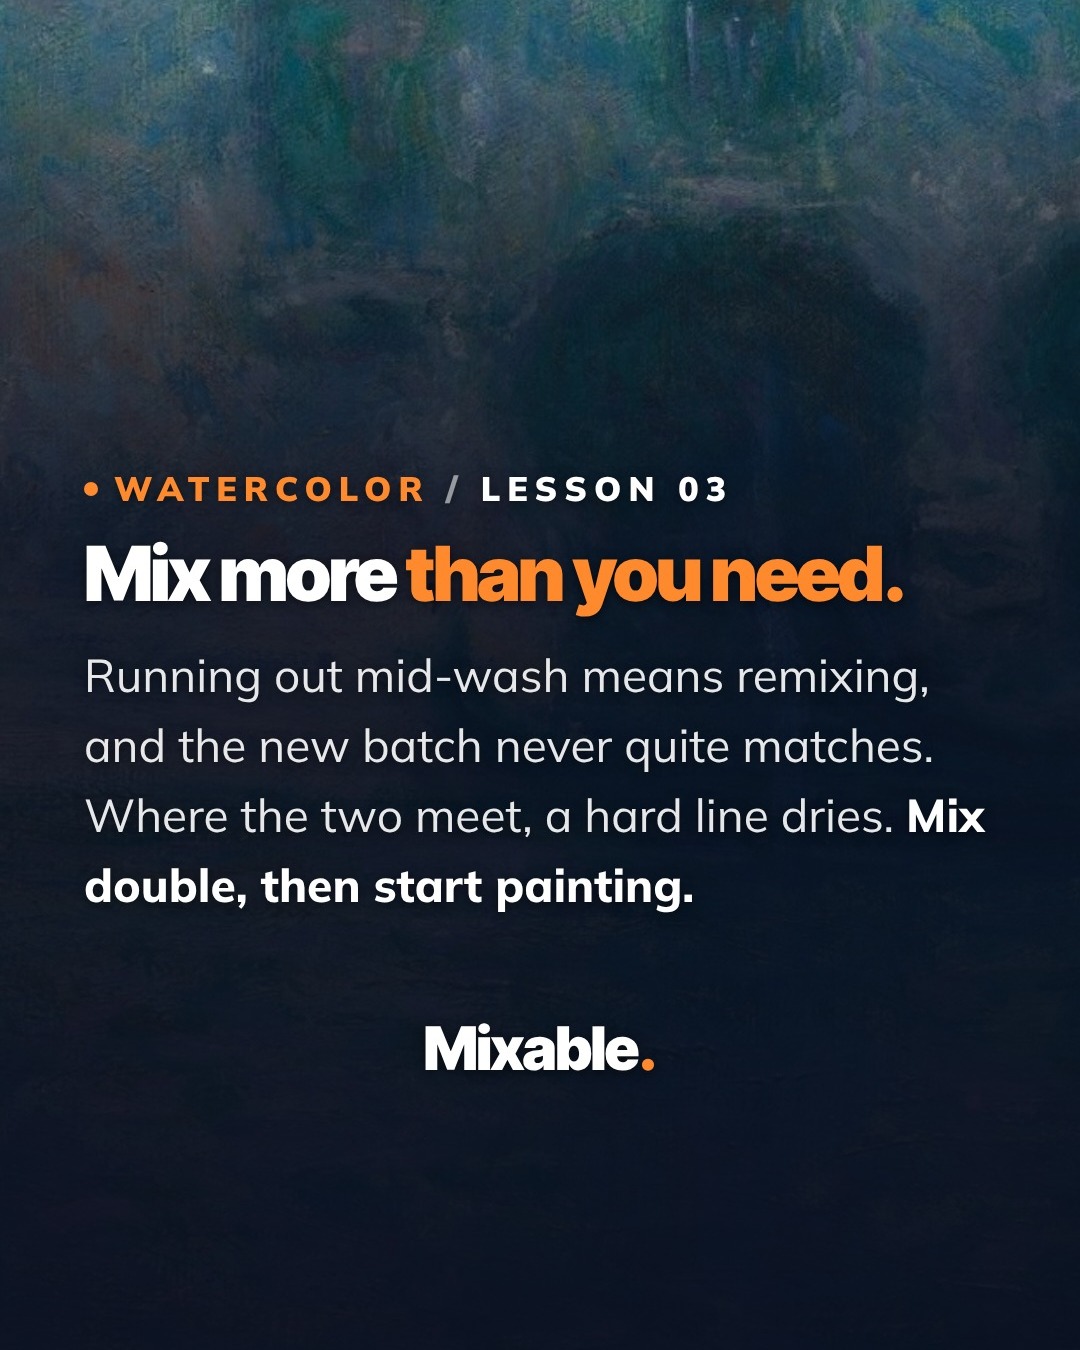 • WATERCOLOR / LESSON 03
Mix more than you need.
Running out mid-wash means remixing,
and the new batch never quite matches.
Where the two meet, a hard line dries. Mix
double, then start painting.
Mixable.